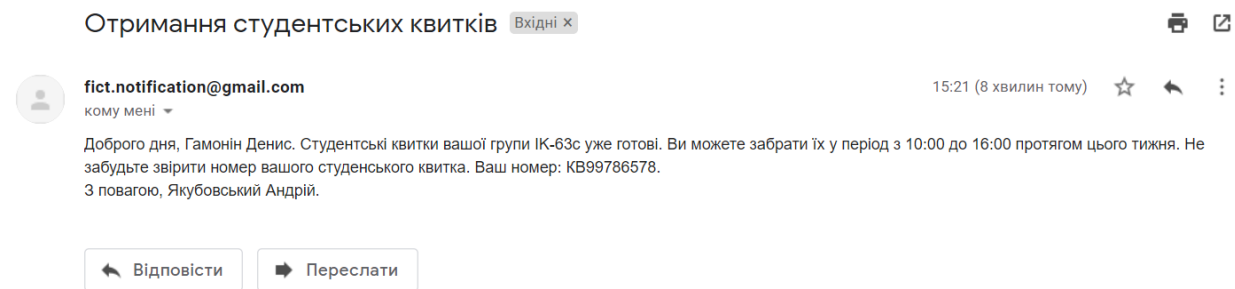 Отримання студентських квитків Вхідні ×
fict.notification@gmail.com 15:21 (8 хвилин тому)
кому мені
Доброго дня, Гамонін Денис. Студентські квитки вашої групи ІК-63с уже готові. Ви можете забрати їх у період з 10:00 до 16:00 протягом цього тижня. Не
забудьте звірити номер вашого студенського квитка. Ваш номер: КВ99786578.
З повагою, Якубовський Андрій.
Відповісти Переслати